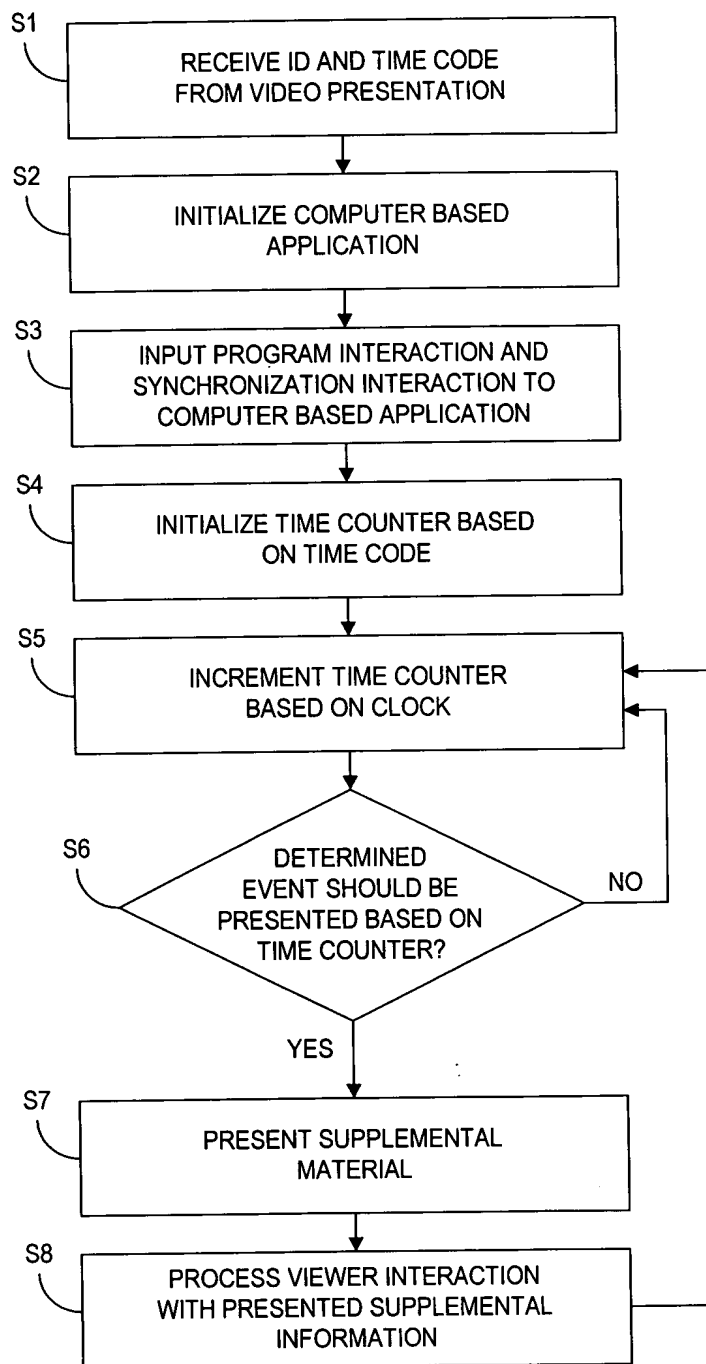 S1
RECEIVE ID AND TIME CODE
FROM VIDEO PRESENTATION
S2
INITIALIZE COMPUTER BASED
APPLICATION
S3
INPUT PROGRAM INTERACTION AND
SYNCHRONIZATION INTERACTION TO
COMPUTER BASED APPLICATION
S4
INITIALIZE TIME COUNTER BASED
ON TIME CODE
S5
INCREMENT TIME COUNTER
BASED ON CLOCK
S6
DETERMINED
EVENT SHOULD BE
PRESENTED BASED ON
TIME COUNTER?
NO
YES
S7
PRESENT SUPPLEMENTAL
MATERIAL
S8
PROCESS VIEWER INTERACTION
WITH PRESENTED SUPPLEMENTAL
INFORMATION